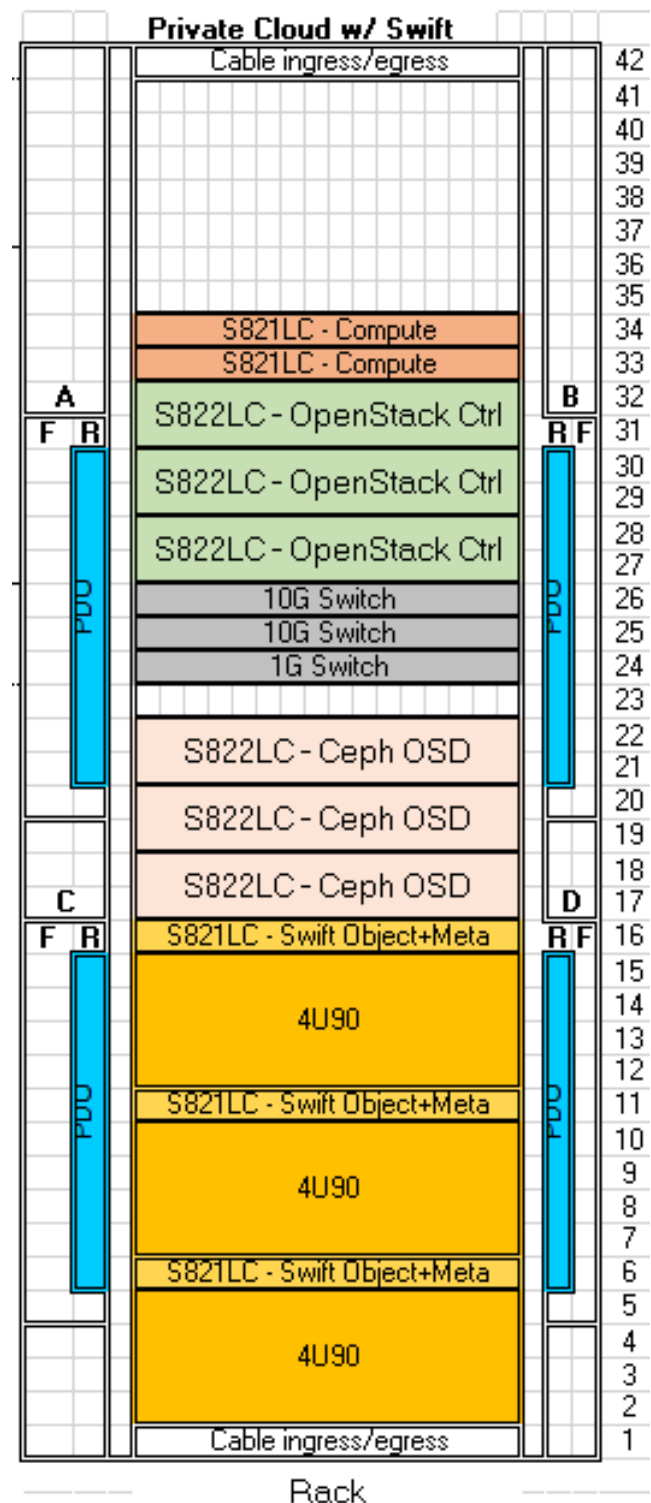 Private Cloud w/ Swift
Cable ingress/egress 42
41
40
39
38
37
36
35
S821LC - Compute 34
S821LC - Compute 33
A B 32
S822LC - OpenStack Ctrl
F R R F 31
30
S822LC - OpenStack Ctrl
29
28
S822LC - OpenStack Ctrl
27
PDU 10G Switch PDU 26
10G Switch 25
1G Switch 24
23
22
S822LC - Ceph OSD
21
20
S822LC - Ceph OSD
19
18
S822LC - Ceph OSD
C D 17
F R S821LC - Swift Object+Meta R F 16
15
14
4U90
13
12
PDU S821LC - Swift Object+Meta PDU 11
10
9
4U90
8
7
S821LC - Swift Object+Meta 6
5
4
4U90
3
2
Cable ingress/egress 1
Rack